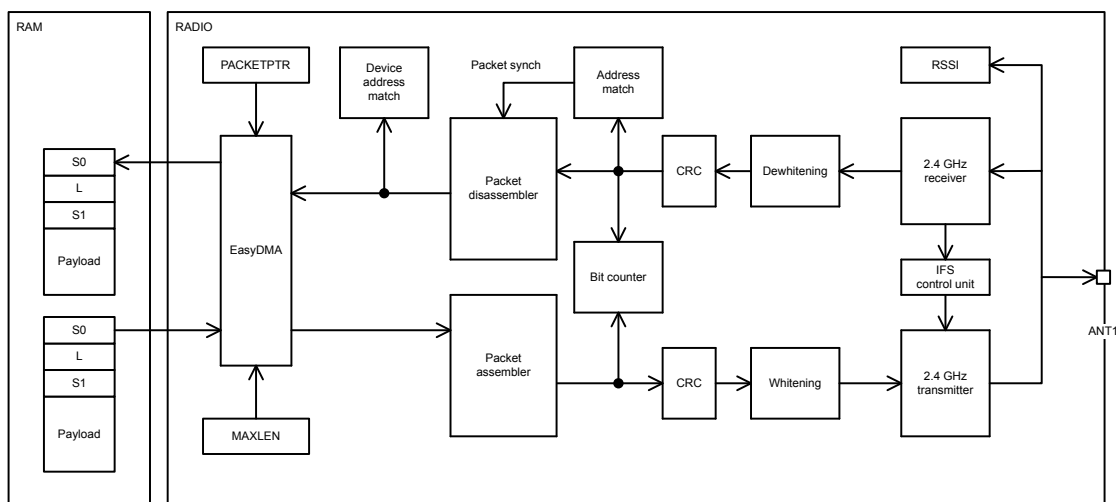 RAM
RADIO
PACKETPTR
Device
address
match
Packet synch
Address
match
RSSI
S0
L
S1
Payload
EasyDMA
Packet
disassembler
CRC
Dewhitening
2.4 GHz
receiver
Bit counter
IFS
control unit
ANT1
S0
L
S1
Payload
Packet
assembler
CRC
Whitening
2.4 GHz
transmitter
MAXLEN